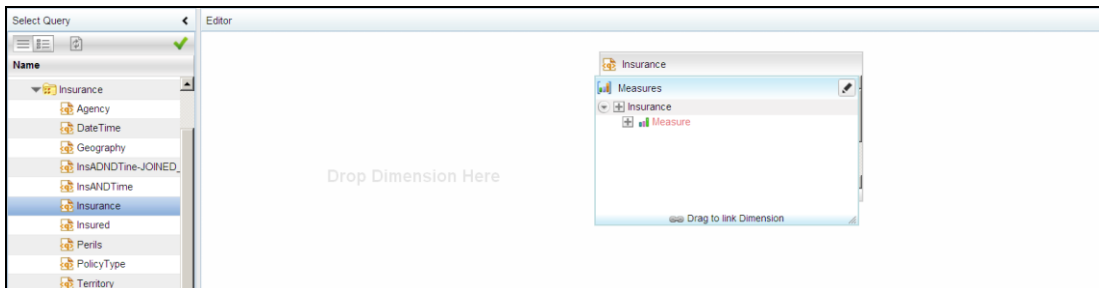 Select Query
Editor
Name
Insurance
Agency
DateTime
Geography
InsADNDTine-JOINED_
InsANDTime
Insurance
Insured
Perils
PolicyType
Territory
Drop Dimension Here
Insurance
Measures
Insurance
Measure
Drag to link Dimension